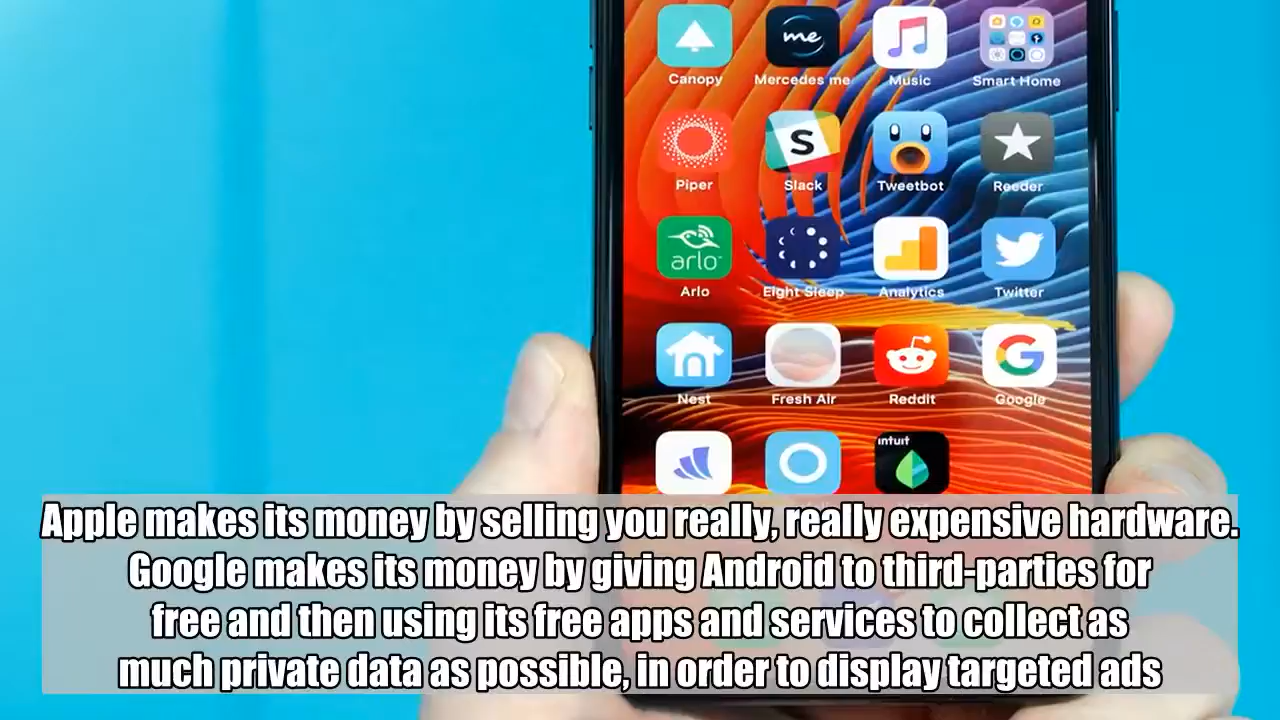 Canopy Mercedes me Music Smart Home
me
Piper Slack Tweetbot Reeder
S
arlo
Arlo Eight Sleep Analytics Twitter
Nest Fresh Air Reddit Google
G
intuit
Apple makes its money by selling you really, really expensive hardware.
Google makes its money by giving Android to third-parties for
free and then using its free apps and services to collect as
much private data as possible, in order to display targeted ads